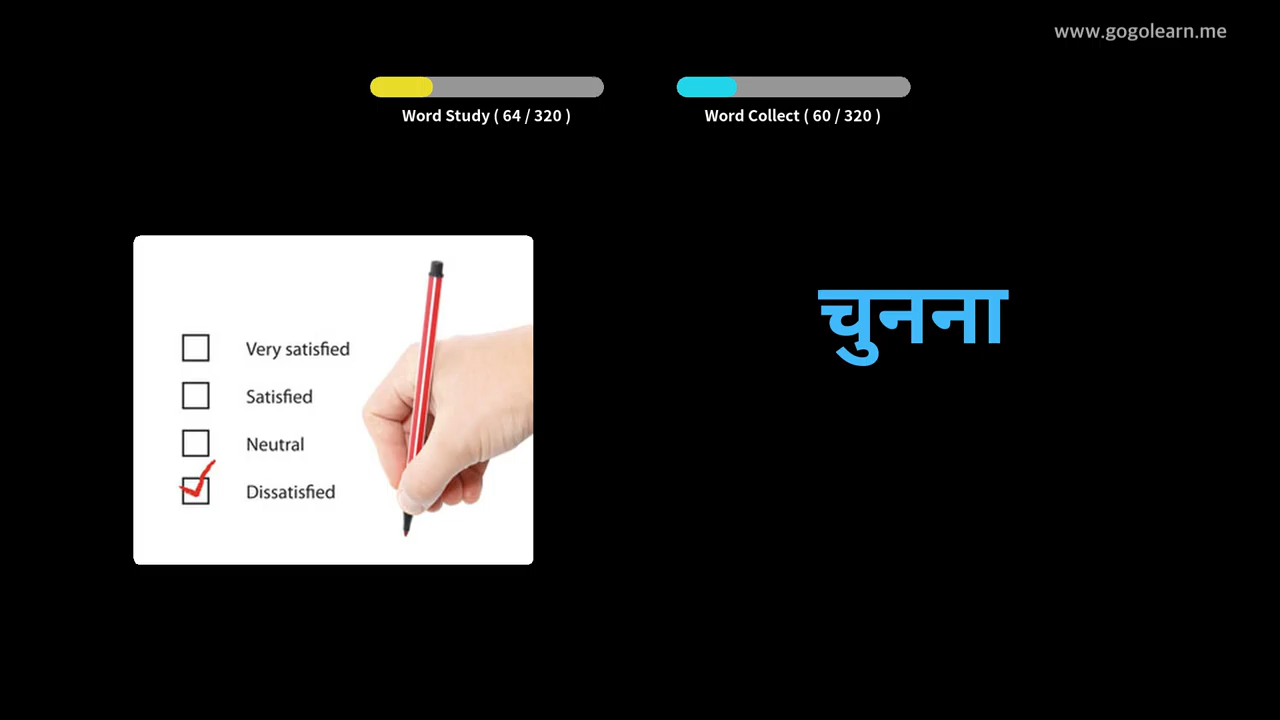 www.gogolearn.me
Word Study ( 64 / 320 )
Word Collect ( 60 / 320 )
Very satisfied
Satisfied
Neutral
Dissatisfied
चुनना